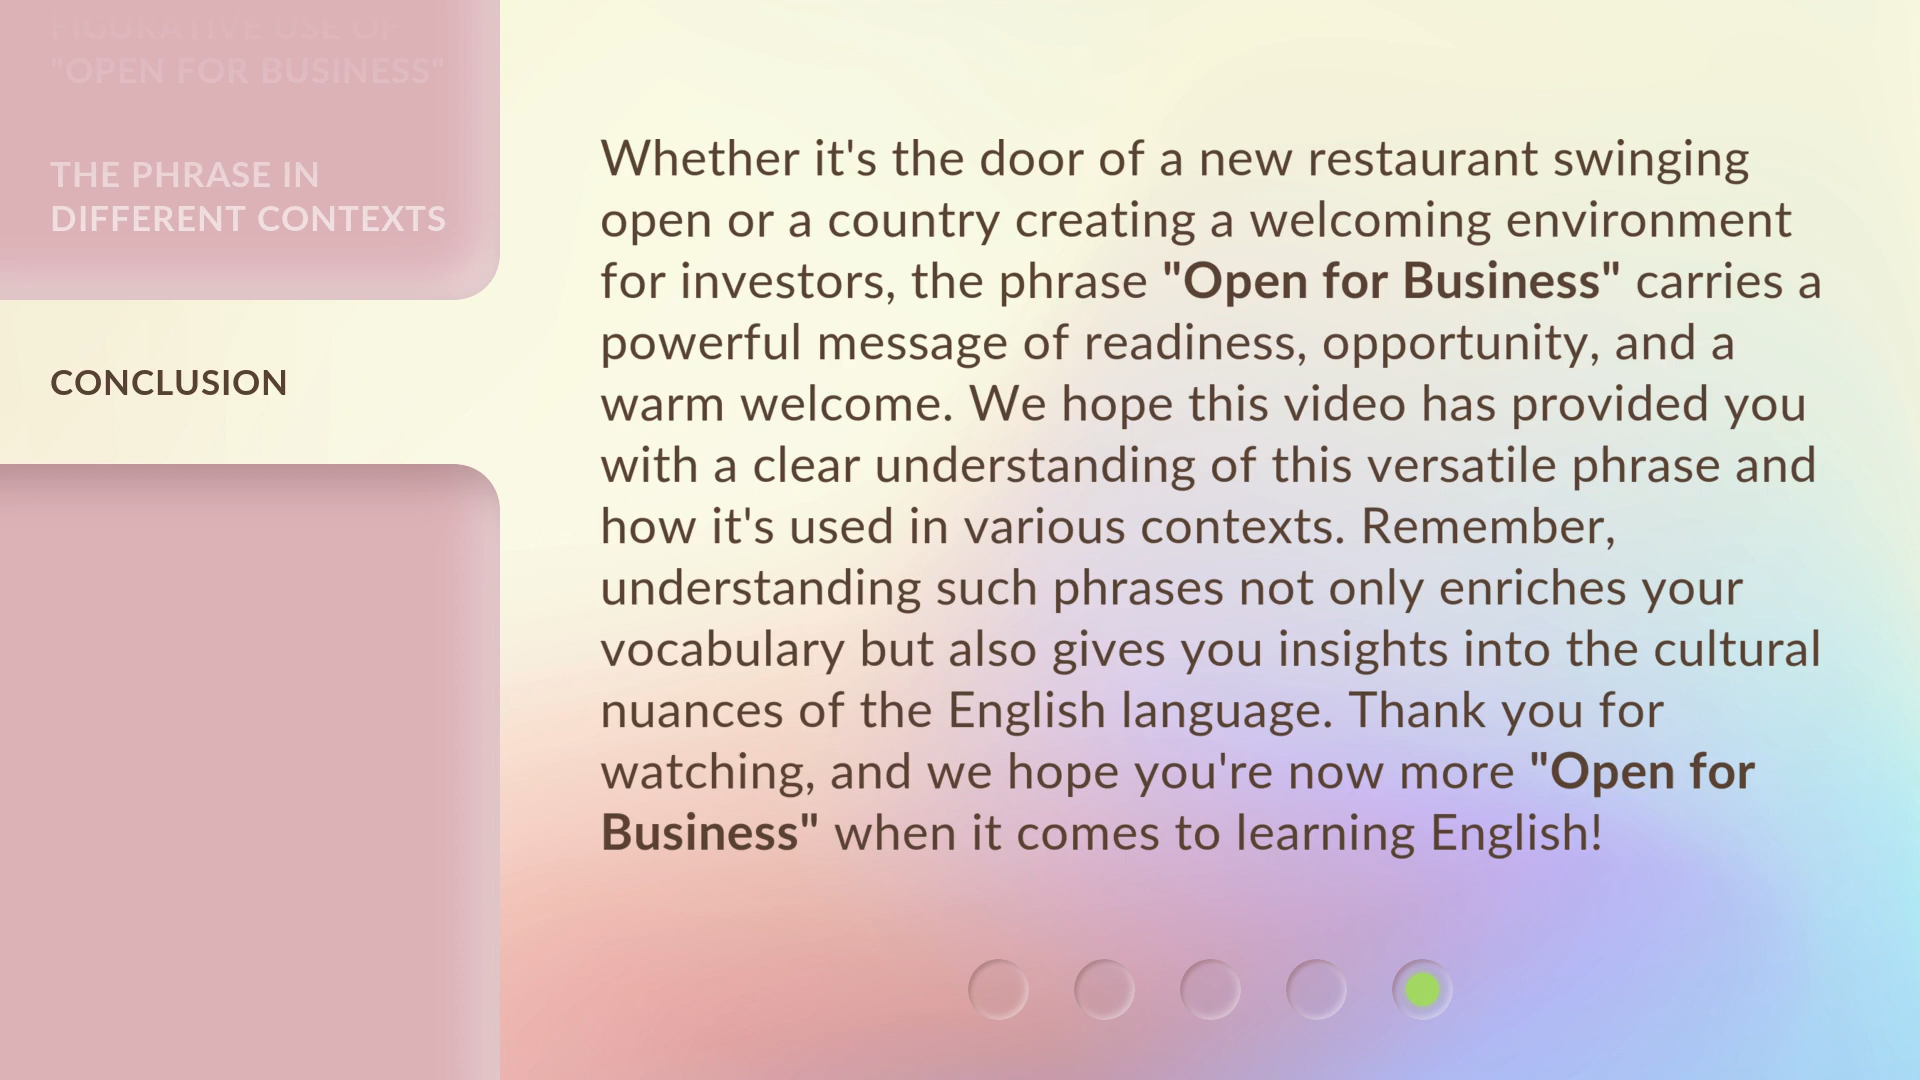 FIGURATIVE USE OF
"OPEN FOR BUSINESS"
THE PHRASE IN
DIFFERENT CONTEXTS
CONCLUSION
Whether it's the door of a new restaurant swinging
open or a country creating a welcoming environment
for investors, the phrase "Open for Business" carries a
powerful message of readiness, opportunity, and a
warm welcome. We hope this video has provided you
with a clear understanding of this versatile phrase and
how it's used in various contexts. Remember,
understanding such phrases not only enriches your
vocabulary but also gives you insights into the cultural
nuances of the English language. Thank you for
watching, and we hope you're now more "Open for
Business" when it comes to learning English!